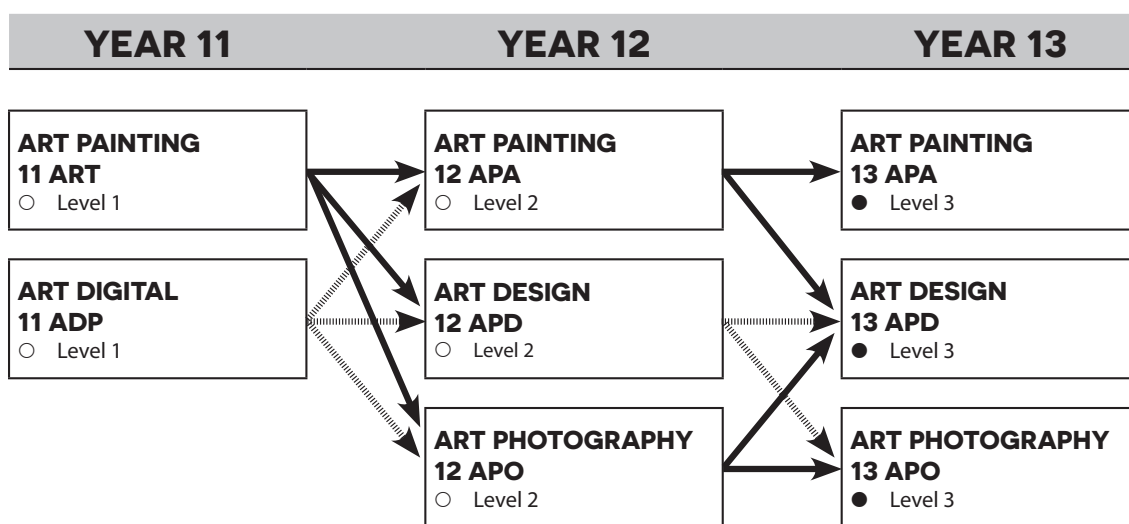 YEAR 11
YEAR 12
YEAR 13
ART PAINTING
11 ART
○ Level 1
ART PAINTING
12 APA
○ Level 2
ART PAINTING
13 APA
● Level 3
ART DIGITAL
11 ADP
○ Level 1
ART DESIGN
12 APD
○ Level 2
ART DESIGN
13 APD
● Level 3
ART PHOTOGRAPHY
12 APO
○ Level 2
ART PHOTOGRAPHY
13 APO
● Level 3